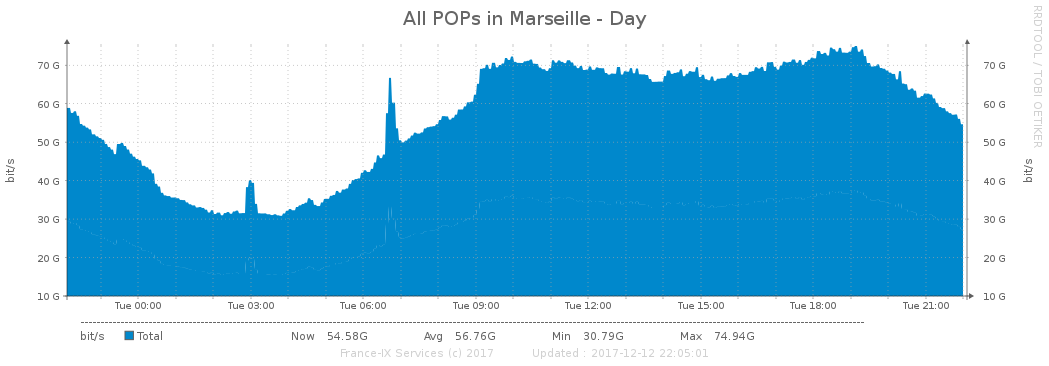 All POPs in Marseille - Day
RRDTOOL / TOBI OETIKER
bit/s
70 G 70 G
60 G 60 G
50 G 50 G
40 G 40 G
30 G 30 G
20 G 20 G
10 G 10 G
bit/s
Tue 00:00 Tue 03:00 Tue 06:00 Tue 09:00 Tue 12:00 Tue 15:00 Tue 18:00 Tue 21:00
bit/s Total Now 54.58G Avg 56.76G Min 30.79G Max 74.94G
France-IX Services (c) 2017 Updated : 2017-12-12 22:05:01